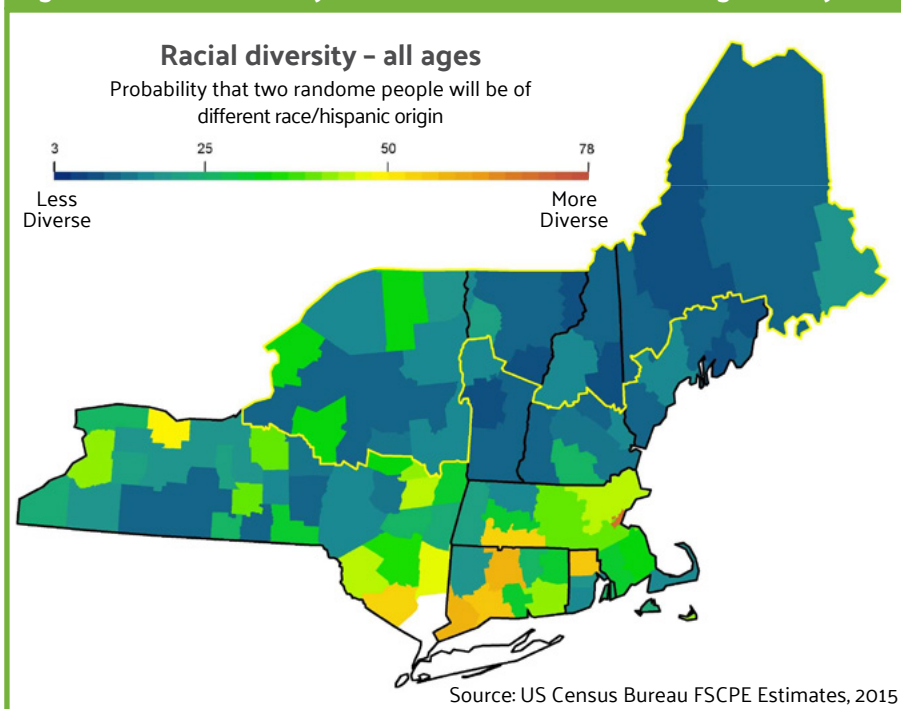 Racial diversity – all ages
Probability that two randome people will be of
different race/hispanic origin
3 25 50 78
Less
Diverse
More
Diverse
Source: US Census Bureau FSCPE Estimates, 2015